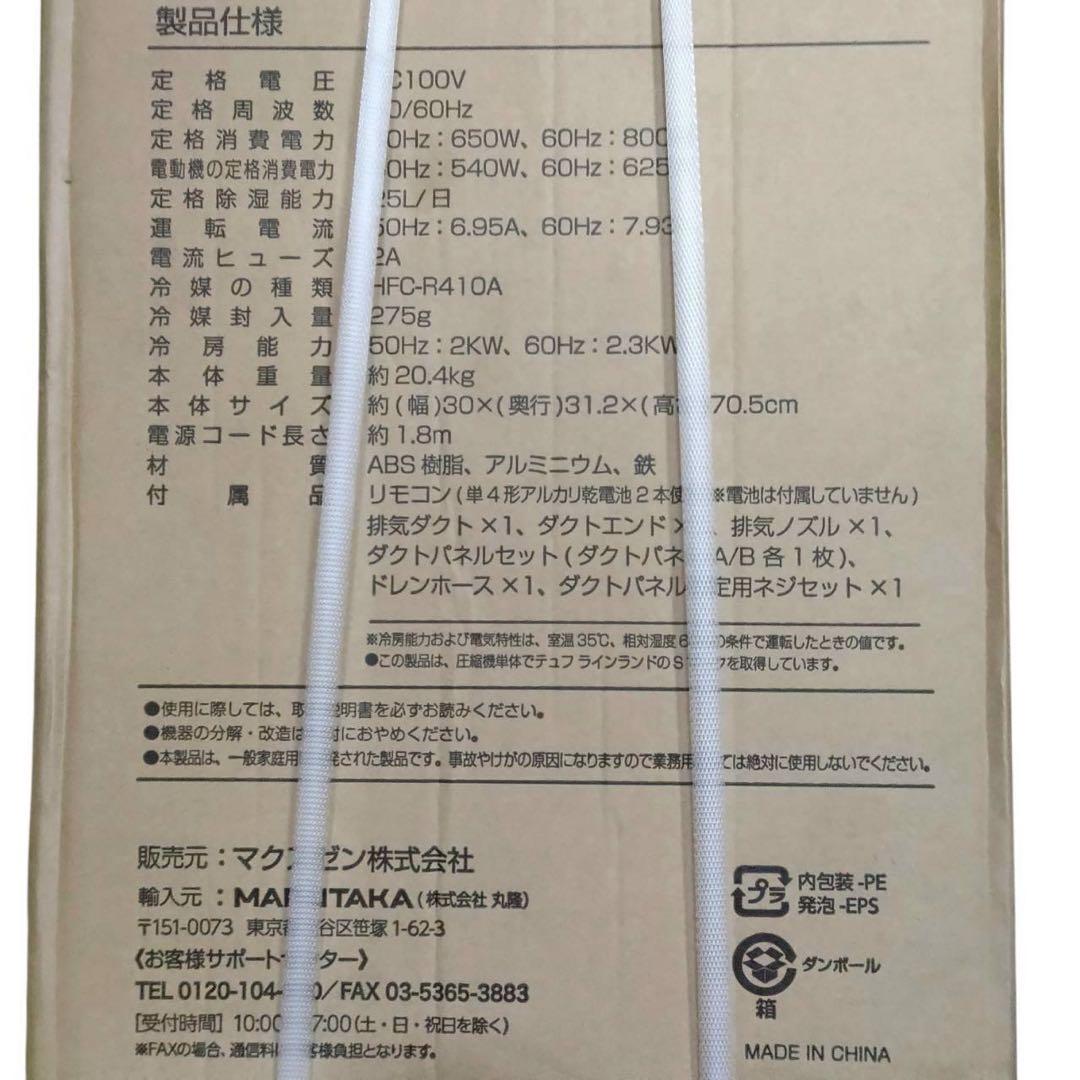 製品仕様
定格電圧 C100V
定格周波数 0/60Hz
定格消費電力 0Hz：650W、60Hz：800
電動機の定格消費電力 0Hz：540W、60Hz：625
定格除湿能力 25L/日
運転電流 50Hz：6.95A、60Hz：7.93
電流ヒューズ 2A
冷媒の種類 HFC-R410A
冷媒封入量 275g
冷房能力 50Hz：2KW、60Hz：2.3KW
本体重量 約20.4kg
本体サイズ 約(幅)30×(奥行)31.2×(高さ 70.5cm
電源コード長さ 約1.8m
材質 ABS樹脂、アルミニウム、鉄
付属品 リモコン(単4形アルカリ乾電池2本使 ※電池は付属していません)
排気ダクト×1、ダクトエンド× 、排気ノズル×1、
ダクトパネルセット(ダクトパネ A/B各1枚)、
ドレンホース×1、ダクトパネル 定用ネジセット×1
※冷房能力および電気特性は、室温35℃、相対湿度6 の条件で運転したときの値です。
●この製品は、圧縮機単体でテュフ ラインランドのS クを取得しています。
●使用に際しては、取 説明書を必ずお読みください。
●機器の分解・改造は 対におやめください。
●本製品は、一般家庭用 発された製品です。事故やけがの原因になりますので業務用 ては絶対に使用しないでください。
販売元：マク ゼン株式会社
輸入元：MAR TAKA(株式会社 丸隆)
〒151-0073 東京都 谷区笹塚1-62-3
《お客様サポート ター》
TEL 0120-104- 0／FAX 03-5365-3883
[受付時間] 10:00 7:00(土・日・祝日を除く)
※FAXの場合、通信料は 客様負担となります。
プラ
内包装-PE
発泡-EPS
ダンボール
箱
MADE IN CHINA